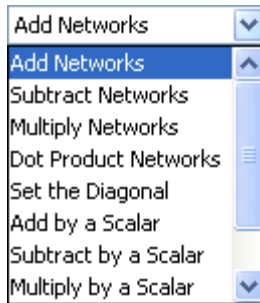 Add Networks
Add Networks
Subtract Networks
Multiply Networks
Dot Product Networks
Set the Diagonal
Add by a Scalar
Subtract by a Scalar
Multiply by a Scalar